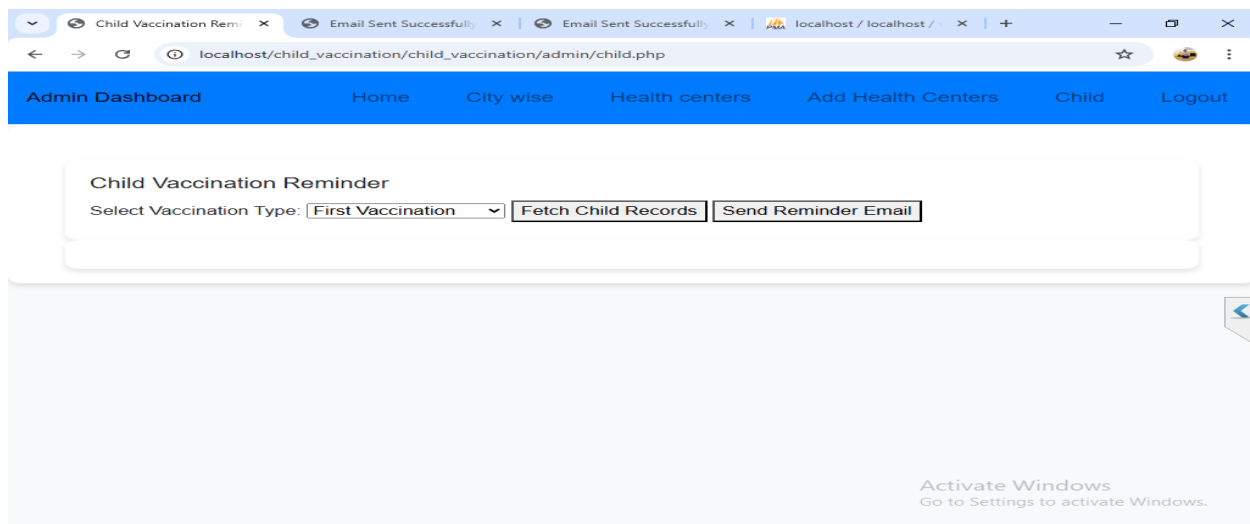 Child Vaccination Remi
Email Sent Successfully
Email Sent Successfully
localhost / localhost /
localhost/child_vaccination/child_vaccination/admin/child.php
Admin Dashboard Home City wise Health centers Add Health Centers Child Logout
Child Vaccination Reminder
Select Vaccination Type: First Vaccination Fetch Child Records Send Reminder Email
Activate Windows
Go to Settings to activate Windows.